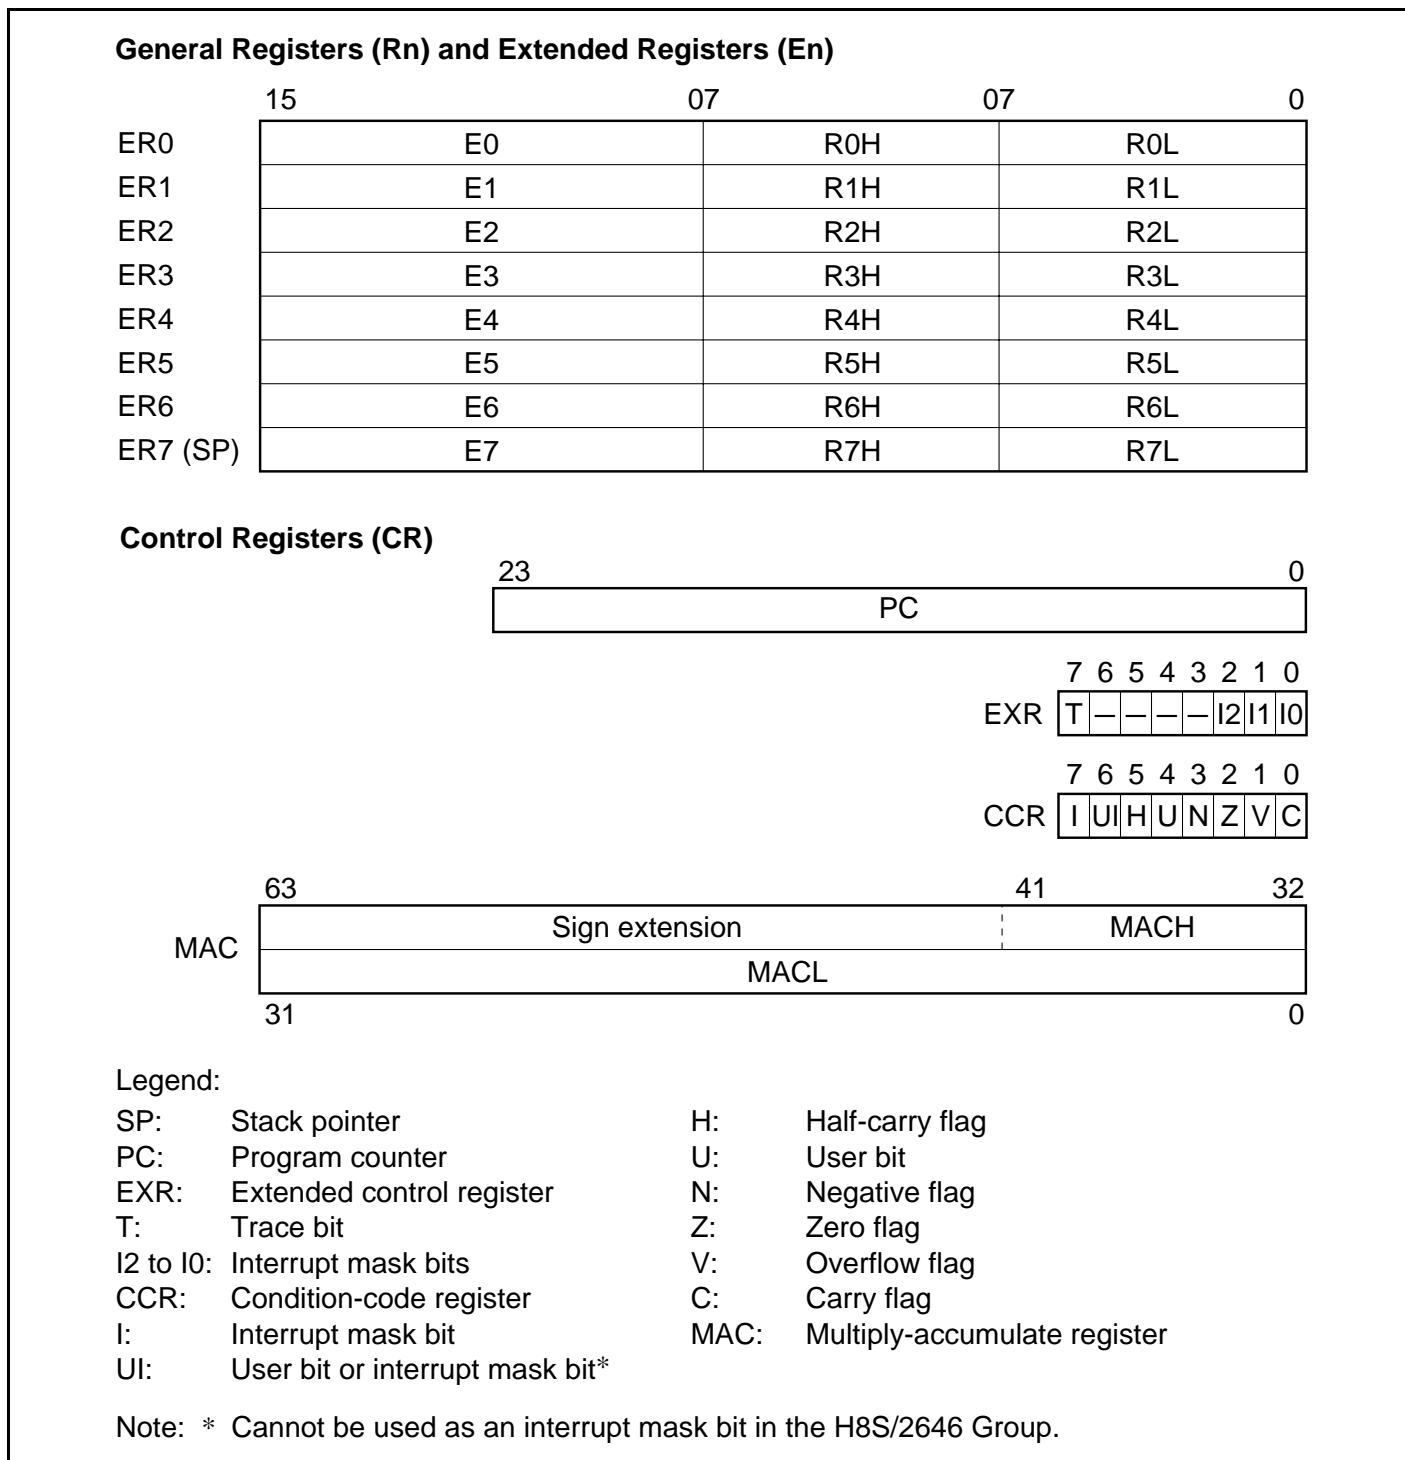 General Registers (Rn) and Extended Registers (En)
15 07 07 0
ER0 E0 R0H R0L
ER1 E1 R1H R1L
ER2 E2 R2H R2L
ER3 E3 R3H R3L
ER4 E4 R4H R4L
ER5 E5 R5H R5L
ER6 E6 R6H R6L
ER7 (SP) E7 R7H R7L
Control Registers (CR)
23 0
PC
7 6 5 4 3 2 1 0
EXR T — — — — I2 I1 I0
7 6 5 4 3 2 1 0
CCR I UI H U N Z V C
63 41 32
Sign extension MACH
MAC
MACL
31 0
Legend:
SP: Stack pointer H: Half-carry flag
PC: Program counter U: User bit
EXR: Extended control register N: Negative flag
T: Trace bit Z: Zero flag
I2 to I0: Interrupt mask bits V: Overflow flag
CCR: Condition-code register C: Carry flag
I: Interrupt mask bit MAC: Multiply-accumulate register
UI: User bit or interrupt mask bit*
Note: * Cannot be used as an interrupt mask bit in the H8S/2646 Group.